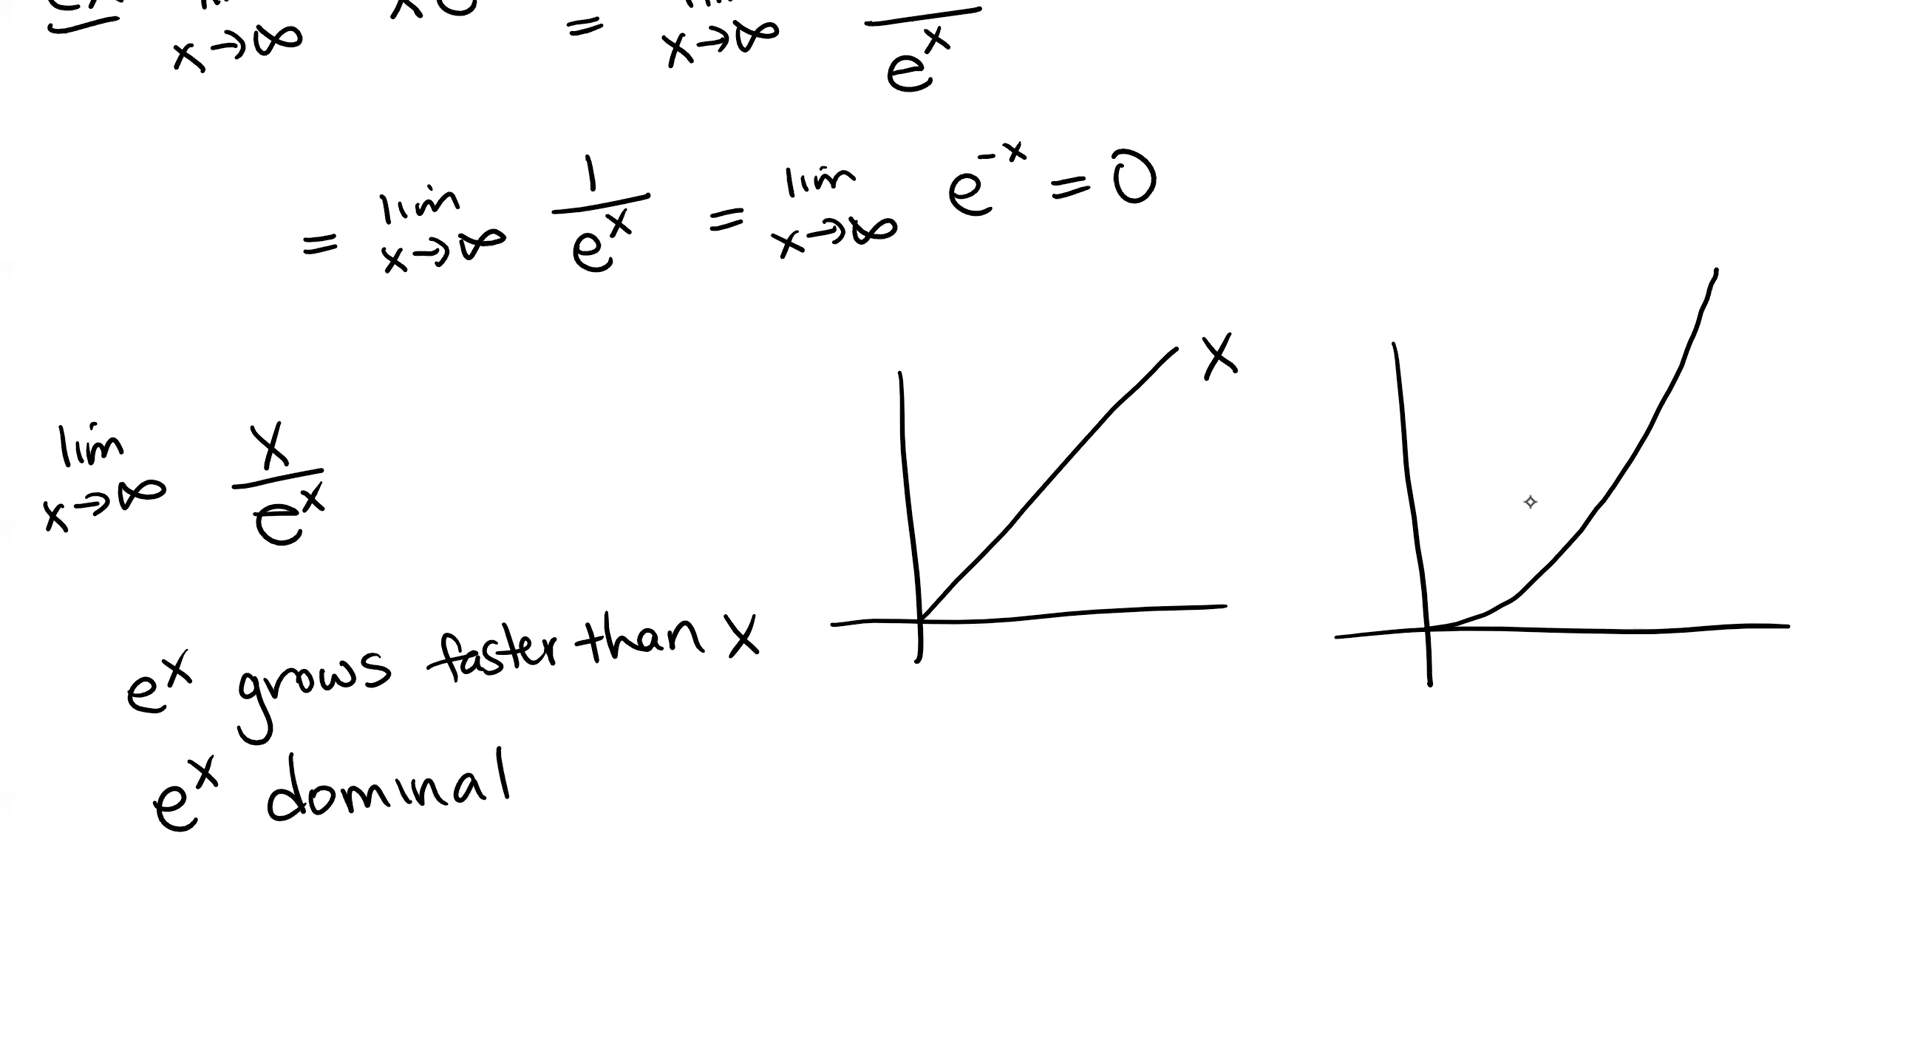 x→∞ = x→∞ e^x
= lim x→∞ 1/e^x = lim x→∞ e^-x = 0
X
lim x→∞ x/e^x
e^x grows faster than x
e^x dominal